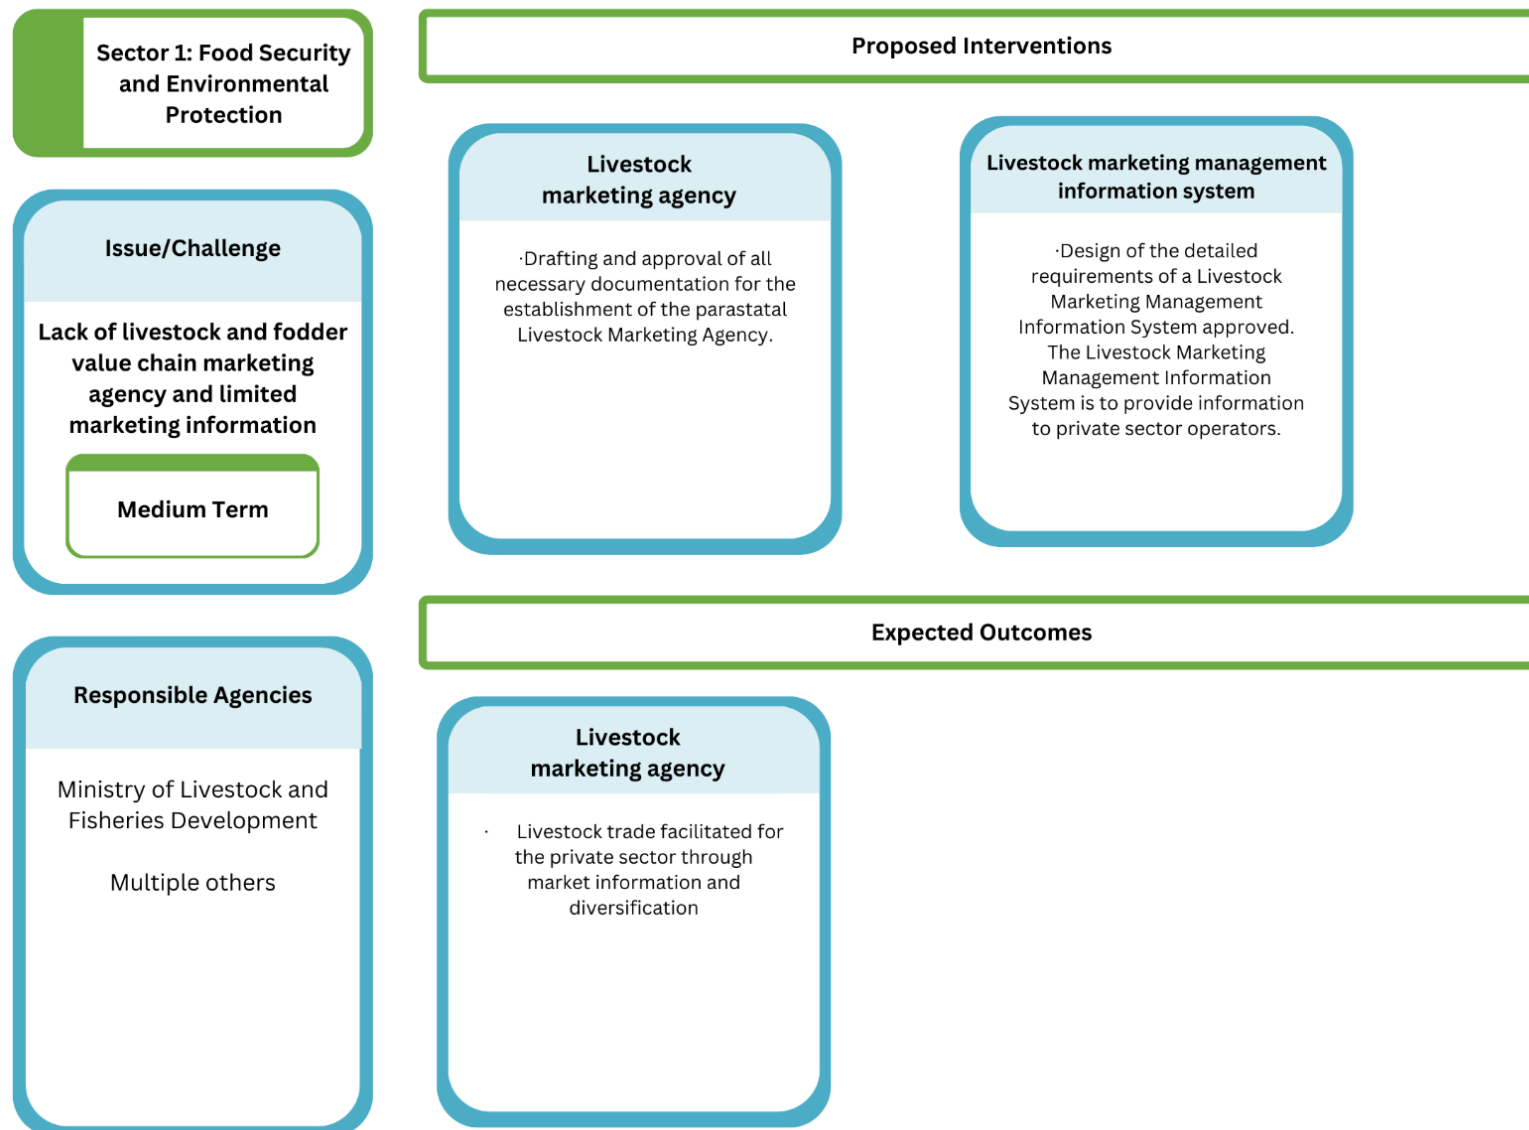 Sector 1: Food Security
and Environmental
Protection
Issue/Challenge
Lack of livestock and fodder
value chain marketing
agency and limited
marketing information
Medium Term
Responsible Agencies
Ministry of Livestock and
Fisheries Development
Multiple others
Proposed Interventions
Livestock
marketing agency
·Drafting and approval of all
necessary documentation for the
establishment of the parastatal
Livestock Marketing Agency.
Livestock marketing management
information system
·Design of the detailed
requirements of a Livestock
Marketing Management
Information System approved.
The Livestock Marketing
Management Information
System is to provide information
to private sector operators.
Expected Outcomes
Livestock
marketing agency
· Livestock trade facilitated for
the private sector through
market information and
diversification